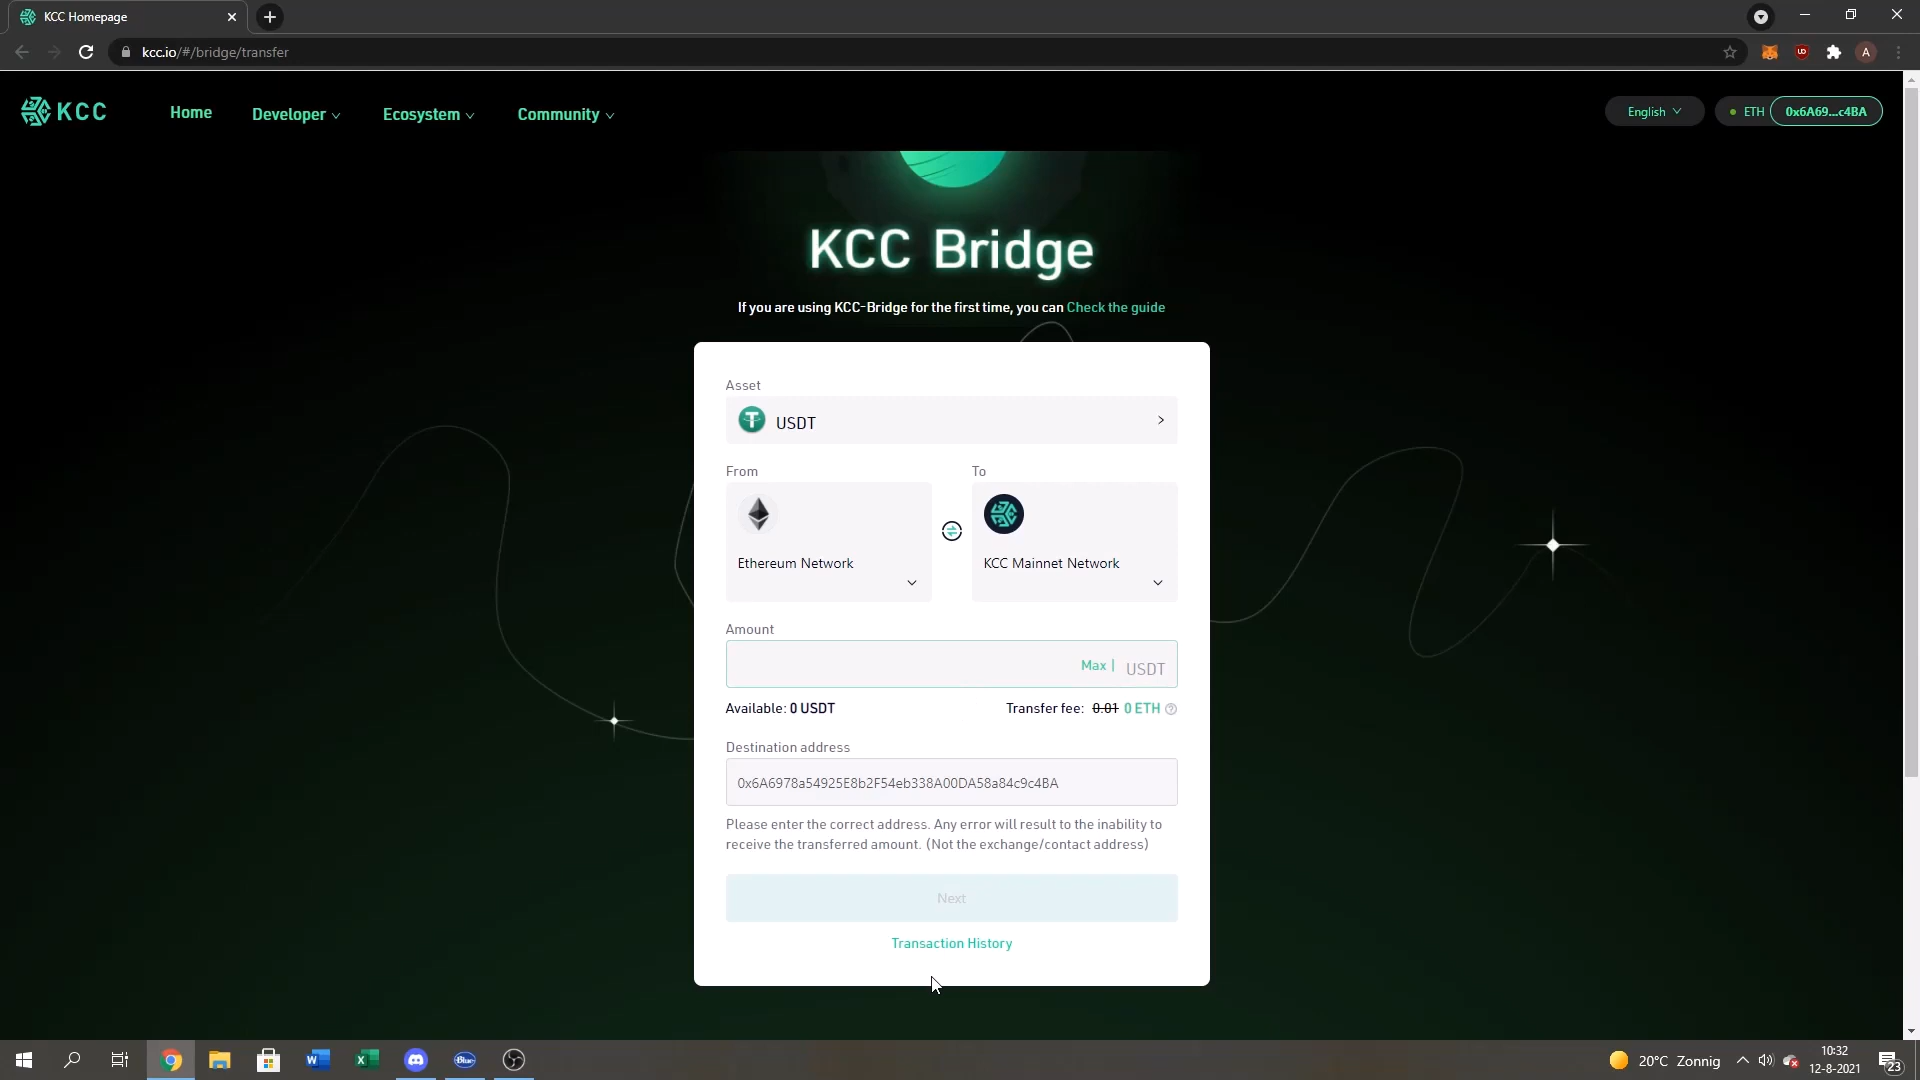 KCC Homepage
kcc.io/#/bridge/transfer
A
KCC
Home
Developer
Ecosystem
Community
English
ETH
0x6A69...c4BA
KCC Bridge
If you are using KCC-Bridge for the first time, you can Check the guide
Asset
USDT
From
To
Ethereum Network
KCC Mainnet Network
Amount
Max | USDT
Available: 0 USDT
Transfer fee: 0.01 0 ETH
Destination address
0x6A6978a54925E8b2F54eb338A00DA58a84c9c4BA
Please enter the correct address. Any error will result to the inability to
receive the transferred amount. (Not the exchange/contact address)
Next
Transaction History
Blue
20°C Zonnig
10:32
12-8-2021
23